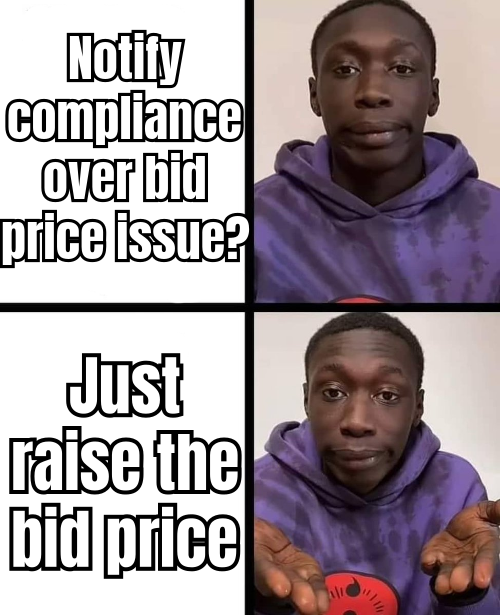 Notify
compliance
over bid
price issue?
Just
raise the
bid price